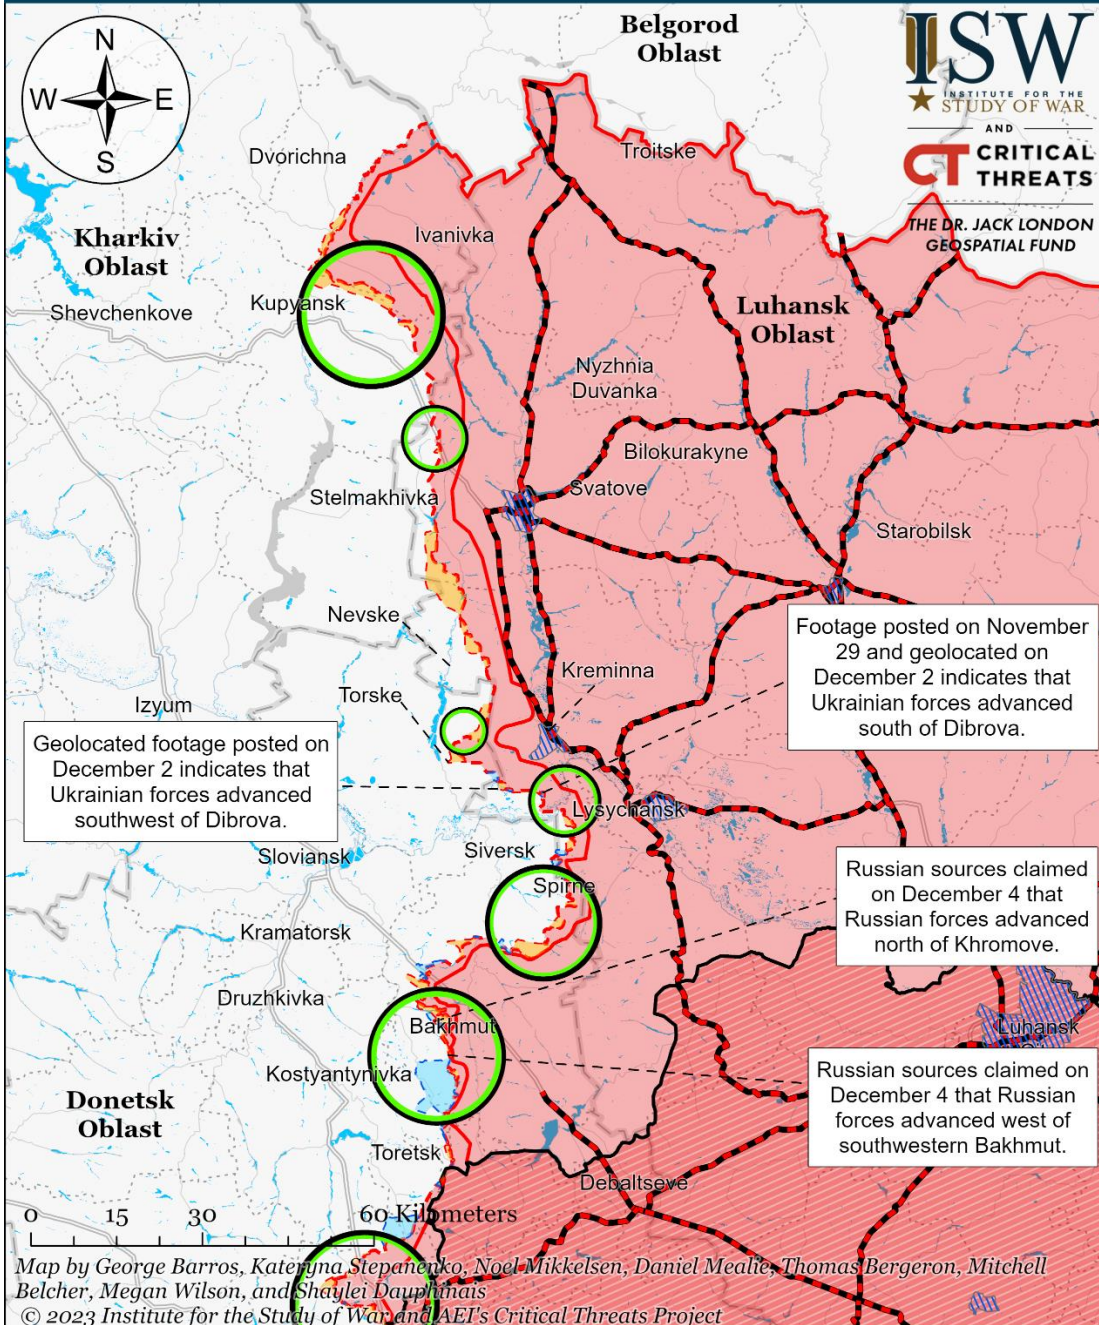 N
W
E
S
Belgorod
Oblast
ISW
INSTITUTE FOR THE
STUDY OF WAR
AND
CT CRITICAL
THREATS
THE DR. JACK LONDON
GEOSPATIAL FUND
Dvorichna
Troitske
Kharkiv
Oblast
Ivanivka
Shevchenkove
Kupyansk
Luhansk
Oblast
Nyzhnia
Duvanka
Bilokurakyne
Stelmakhivka
Svatove
Starobilsk
Nevske
Kreminna
Torske
Izyum
Footage posted on November
29 and geolocated on
December 2 indicates that
Ukrainian forces advanced
south of Dibrova.
Geolocated footage posted on
December 2 indicates that
Ukrainian forces advanced
southwest of Dibrova.
Lysychansk
Sloviansk
Siversk
Spirne
Russian sources claimed
on December 4 that
Russian forces advanced
north of Khromove.
Kramatorsk
Druzhkivka
Bakhmut
Luhansk
Kostyantynivka
Russian sources claimed on
December 4 that Russian
forces advanced west of
southwestern Bakhmut.
Donetsk
Oblast
Toretsk
Debaltseve
0 15 30 60 Kilometers
Map by George Barros, Kateryna Stepanenko, Noel Mikkelsen, Daniel Mealie, Thomas Bergeron, Mitchell
Belcher, Megan Wilson, and Shaylei Dauphinais
© 2023 Institute for the Study of War and AEI's Critical Threats Project